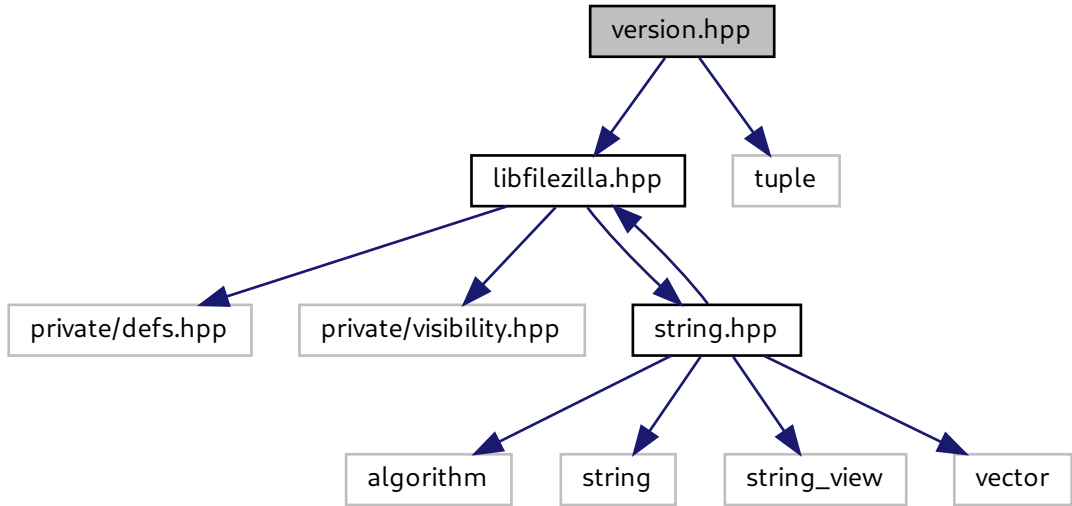 version.hpp
libfilezilla.hpp
tuple
private/defs.hpp
private/visibility.hpp
string.hpp
algorithm
string
string_view
vector